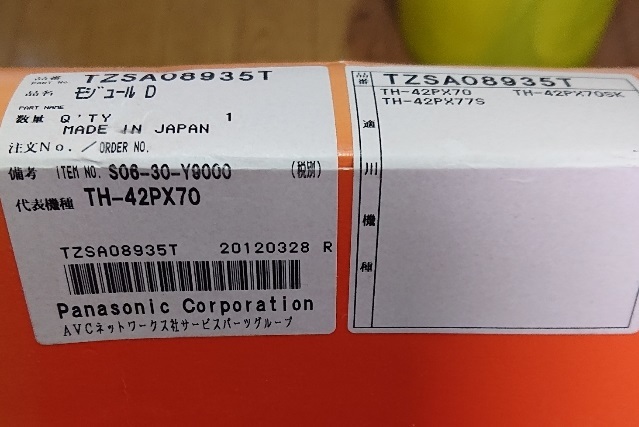 品番 TZSA08935T
PART No
品名 モジュール D
PART NAME
数量 Q'TY 1
MADE IN JAPAN
注文No. / ORDER NO.
備考 ITEM NO. S06-30-Y9000 (税別)
代表機種 TH-42PX70
TZSA08935T 20120328 R
Panasonic Corporation
AVCネットワークス社サービスパーツグループ
品番 TZSA08935T
TH-42PX70 TH-42PX70SK
TH-42PX77S
適用機種